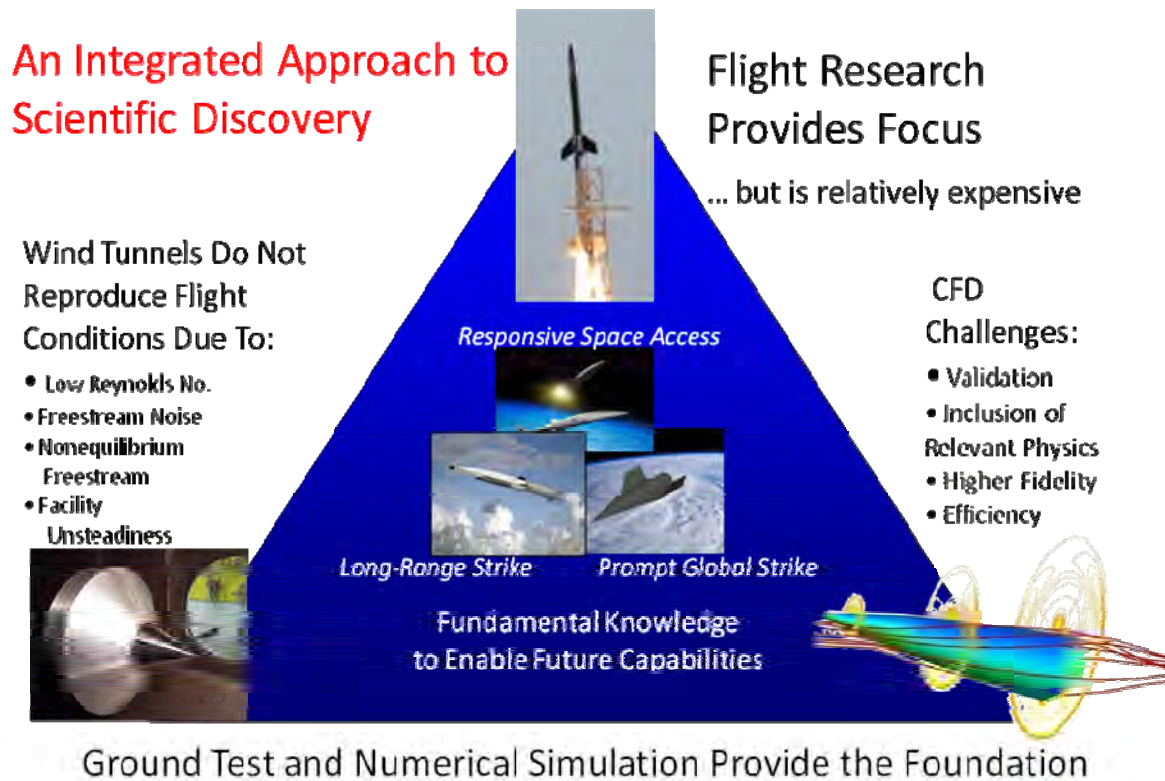 An Integrated Approach to
Scientific Discovery
Flight Research
Provides Focus
... but is relatively expensive
Wind Tunnels Do Not
Reproduce Flight
Conditions Due To:
• Low Reynolds No.
• Freestream Noise
• Nonequilibrium
Freestream
• Facility
Unsteadiness
CFD
Challenges:
• Validation
• Inclusion of
Relevant Physics
• Higher Fidelity
• Efficiency
Responsive Space Access
Long-Range Strike
Prompt Global Strike
Fundamental Knowledge
to Enable Future Capabilities
Ground Test and Numerical Simulation Provide the Foundation